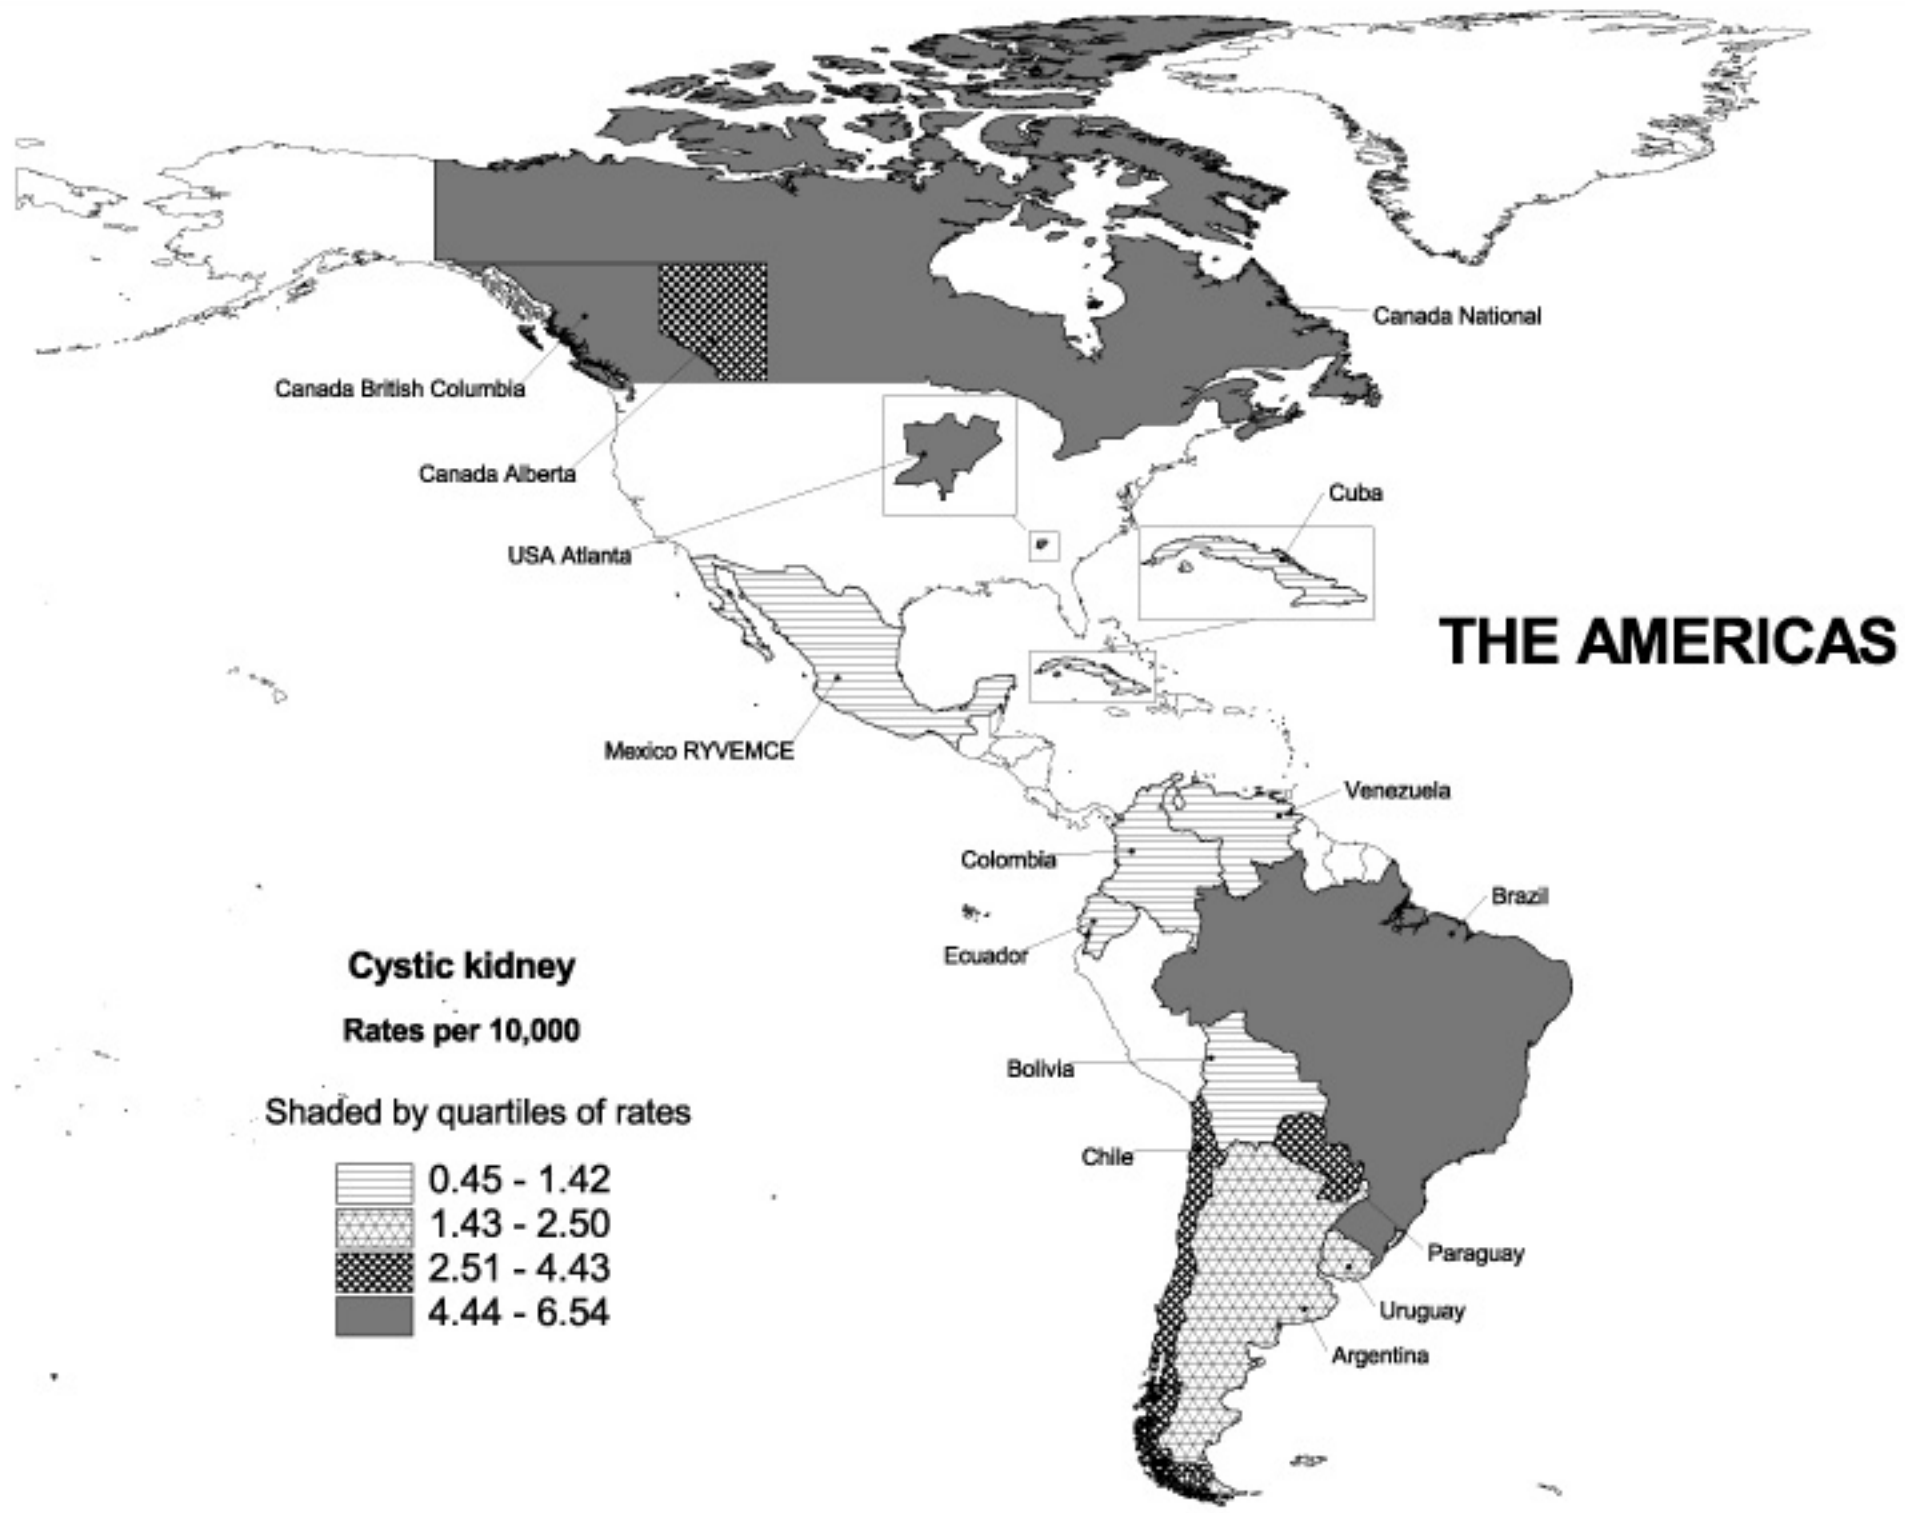 Canada National
Canada British Columbia
Canada Alberta
Cuba
USA Atlanta
THE AMERICAS
Mexico RYVEMCE
Venezuela
Colombia
Brazil
Ecuador
Cystic kidney
Rates per 10,000
Bolivia
Shaded by quartiles of rates
Chile
0.45 - 1.42
1.43 - 2.50
2.51 - 4.43
4.44 - 6.54
Paraguay
Uruguay
Argentina